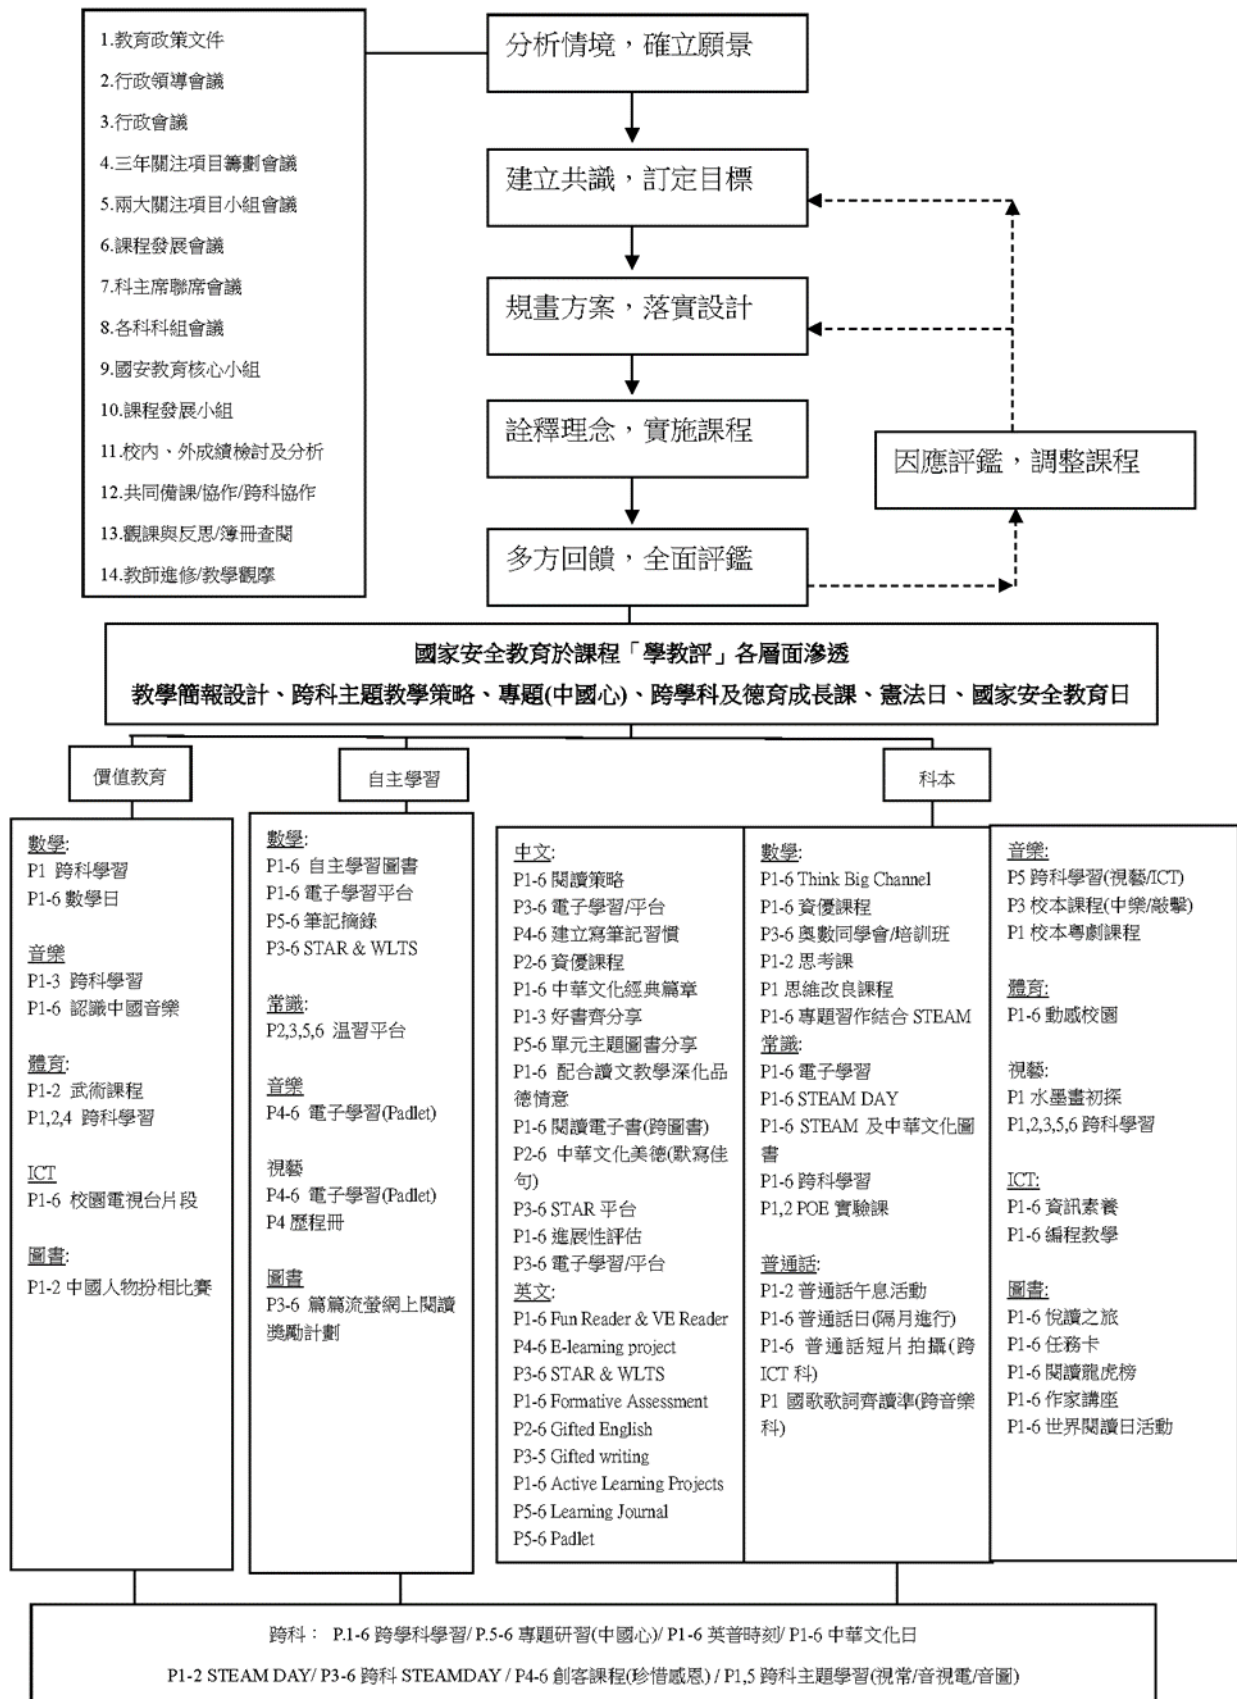 1.教育政策文件
2.行政領導會議
3.行政會議
4.三年關注項目籌劃會議
5.兩大關注項目小組會議
6.課程發展會議
7.科主席聯席會議
8.各科科組會議
9.國安教育核心小組
10.課程發展小組
11.校內、外成績檢討及分析
12.共同備課/協作/跨科協作
13.觀課與反思/簿冊查閱
14.教師進修/教學觀摩
分析情境，確立願景
建立共識，訂定目標
規畫方案，落實設計
詮釋理念，實施課程
多方回饋，全面評鑑
因應評鑑，調整課程
國家安全教育於課程「學教評」各層面滲透
教學簡報設計、跨科主題教學策略、專題(中國心)、跨學科及德育成長課、憲法日、國家安全教育日
價值教育
數學:
P1 跨科學習
P1-6 數學日
音樂
P1-3 跨科學習
P1-6 認識中國音樂
體育:
P1-2 武術課程
P1,2,4 跨科學習
ICT
P1-6 校園電視台片段
圖書:
P1-2 中國人物扮相比賽
自主學習
數學:
P1-6 自主學習圖書
P1-6 電子學習平台
P5-6 筆記摘錄
P3-6 STAR & WLTS
常識:
P2,3,5,6 温習平台
音樂
P4-6 電子學習(Padlet)
視藝
P4-6 電子學習(Padlet)
P4 歷程冊
圖書
P3-6 篇篇流螢網上閱讀
獎勵計劃
科本
中文:
P1-6 閱讀策略
P3-6 電子學習/平台
P4-6 建立寫筆記習慣
P2-6 資優課程
P1-6 中華文化經典篇章
P1-3 好書齊分享
P5-6 單元主題圖書分享
P1-6 配合讀文教學深化品
德情意
P1-6 閱讀電子書(跨圖書)
P2-6 中華文化美德(默寫佳
句)
P3-6 STAR 平台
P1-6 進展性評估
P3-6 電子學習/平台
英文:
P1-6 Fun Reader & VE Reader
P4-6 E-learning project
P3-6 STAR & WLTS
P1-6 Formative Assessment
P2-6 Gifted English
P3-5 Gifted writing
P1-6 Active Learning Projects
P5-6 Learning Journal
P5-6 Padlet
數學:
P1-6 Think Big Channel
P1-6 資優課程
P3-6 奧數同學會/培訓班
P1-2 思考課
P1 思維改良課程
P1-6 專題習作結合 STEAM
常識:
P1-6 電子學習
P1-6 STEAM DAY
P1-6 STEAM 及中華文化圖
書
P1-6 跨科學習
P1,2 POE 實驗課
普通話:
P1-2 普通話午息活動
P1-6 普通話日(隔月進行)
P1-6 普通話短片拍攝(跨
ICT 科)
P1 國歌歌詞齊讀準(跨音樂
科)
音樂:
P5 跨科學習(視藝/ICT)
P3 校本課程(中樂/敲擊)
P1 校本粵劇課程
體育:
P1-6 動感校園
視藝:
P1 水墨畫初探
P1,2,3,5,6 跨科學習
ICT:
P1-6 資訊素養
P1-6 編程教學
圖書:
P1-6 悅讀之旅
P1-6 任務卡
P1-6 閱讀龍虎榜
P1-6 作家講座
P1-6 世界閱讀日活動
跨科： P.1-6 跨學科學習/ P.5-6 專題研習(中國心)/ P1-6 英普時刻/ P1-6 中華文化日
P1-2 STEAM DAY/ P3-6 跨科 STEAMDAY / P4-6 創客課程(珍惜感恩) / P1,5 跨科主題學習(視常/音視電/音圖)